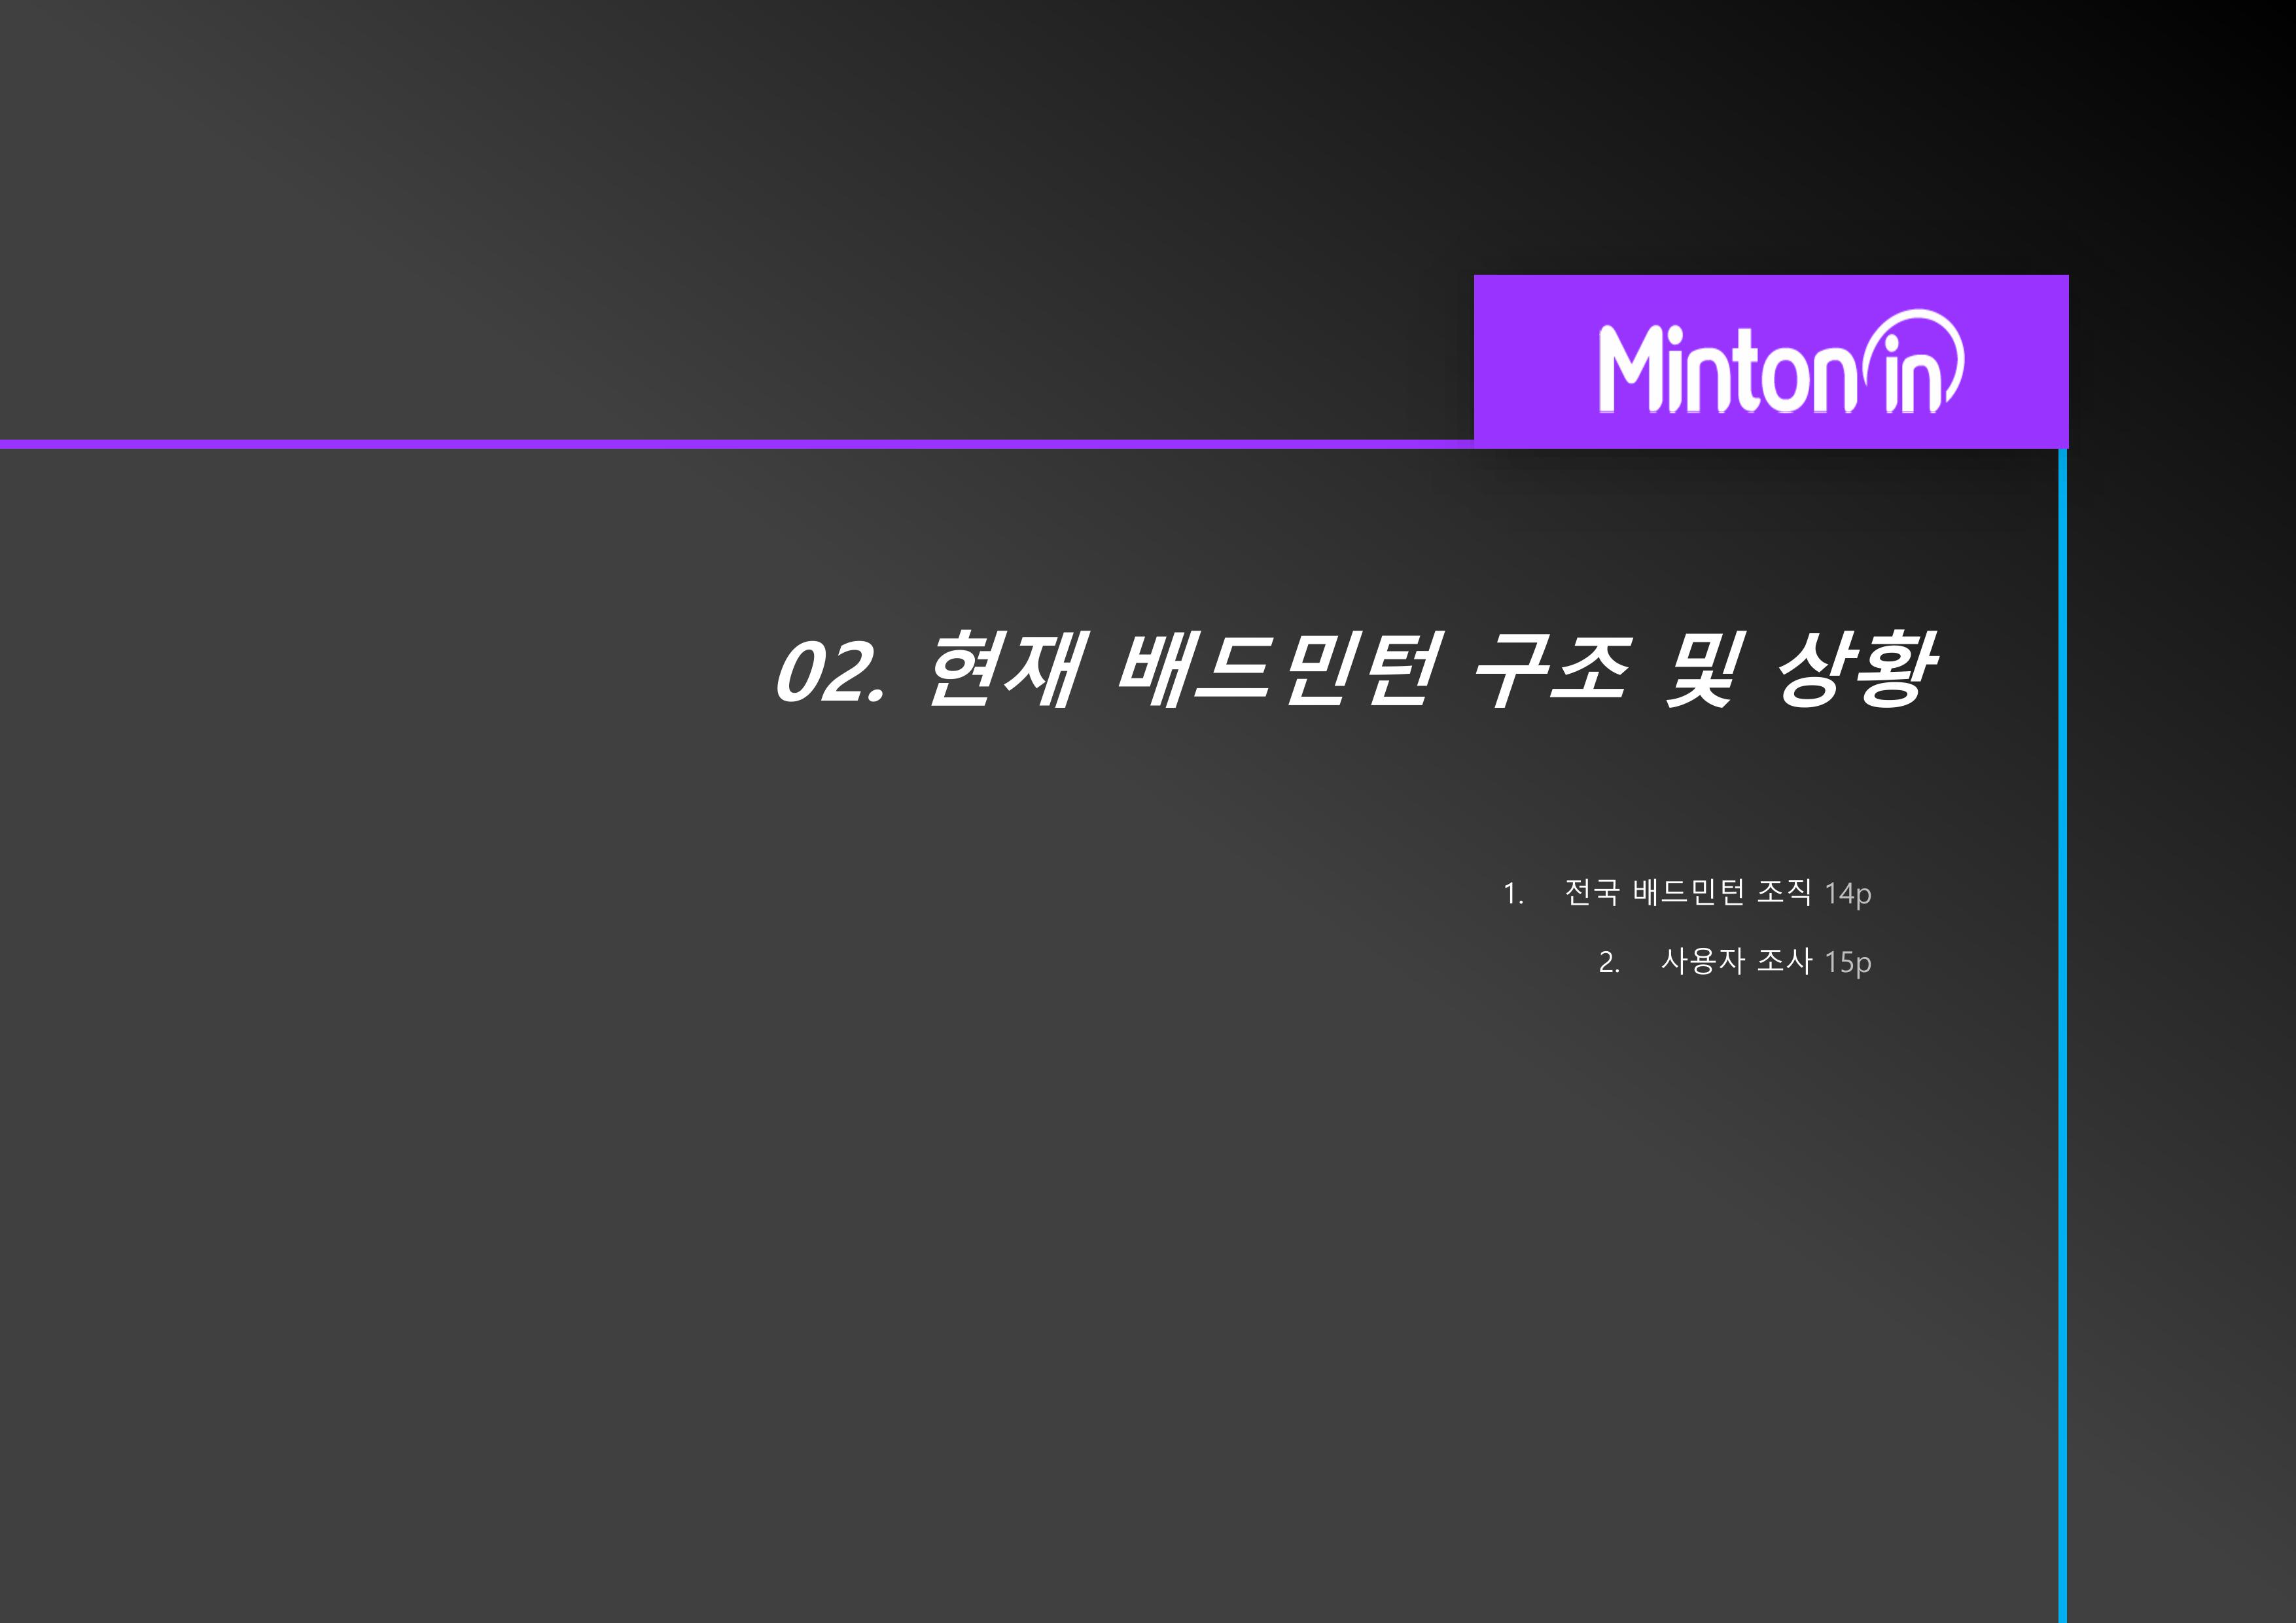 Minton in
02. 현재 배드민턴 구조 및 상황
1. 전국 배드민턴 조직 14p
2. 사용자 조사 15p